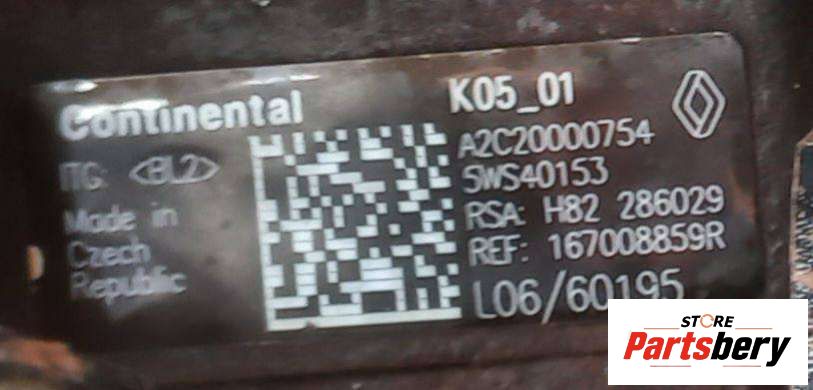 Continental
ITG: BL2
Made in
Czech
Republic
K05_01
A2C20000754
5WS40153
RSA: H82 286029
REF: 167008859R
L06/60195
STORE
Partsbery